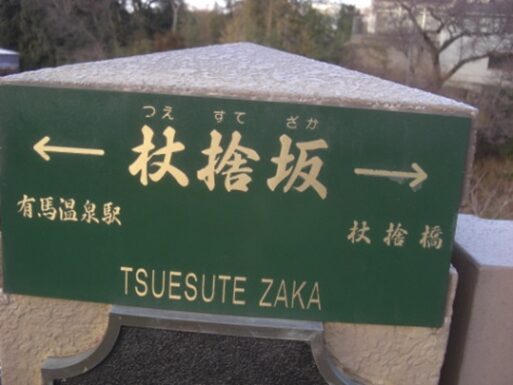 つえ すて ざか
← 杖捨坂 →
有馬温泉駅
杖捨橋
TSUESUTE ZAKA